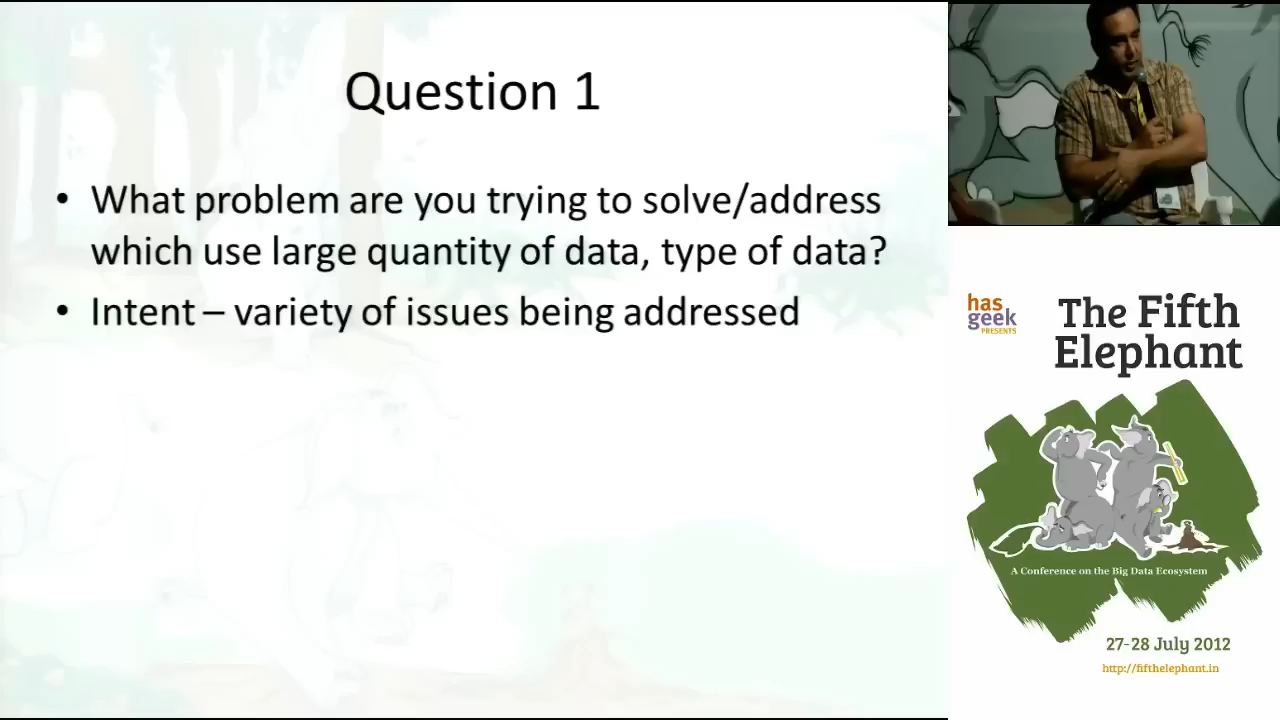 Question 1
• What problem are you trying to solve/address
which use large quantity of data, type of data?
• Intent – variety of issues being addressed
has
geek
PRESENTS
The Fifth
Elephant
A Conference on the Big Data Ecosystem
27-28 July 2012
http://fifthelephant.in